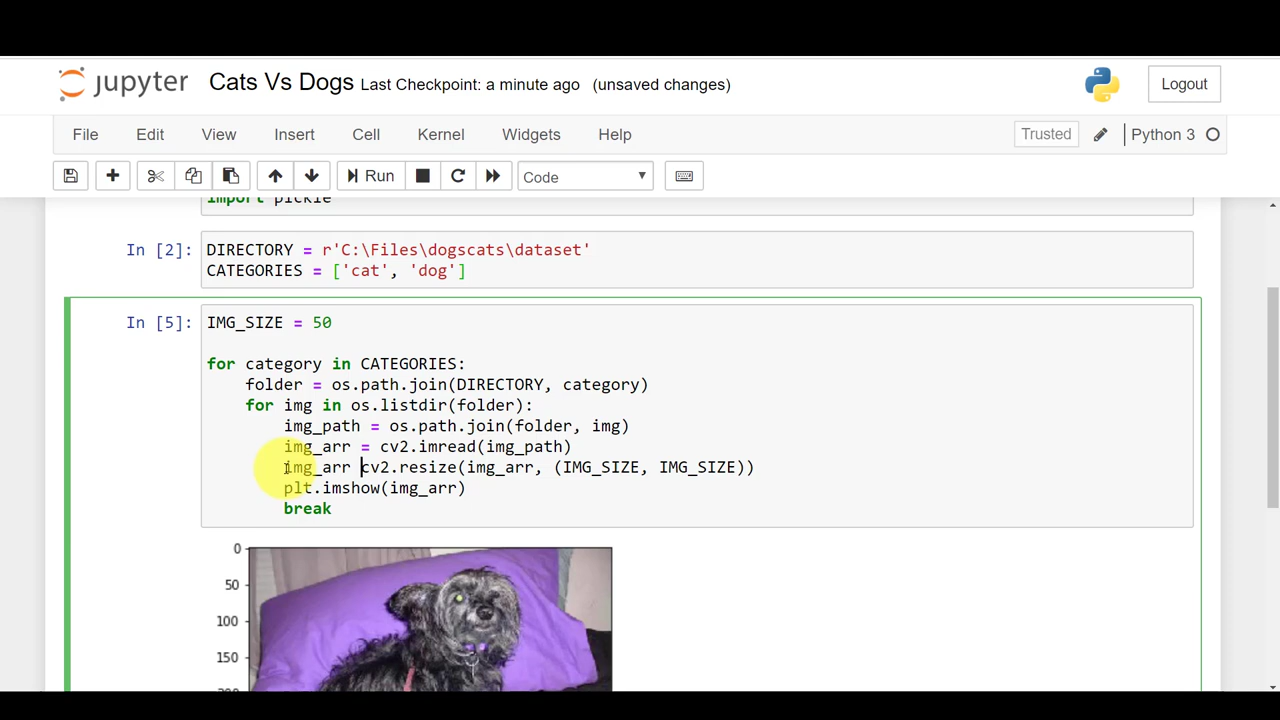 jupyter Cats Vs Dogs Last Checkpoint: a minute ago (unsaved changes) Logout
File Edit View Insert Cell Kernel Widgets Help Trusted Python 3
Run Code
import pickle
In [2]: DIRECTORY = r'C:\Files\dogscats\dataset'
CATEGORIES = ['cat', 'dog']
In [5]: IMG_SIZE = 50
for category in CATEGORIES:
folder = os.path.join(DIRECTORY, category)
for img in os.listdir(folder):
img_path = os.path.join(folder, img)
img_arr = cv2.imread(img_path)
img_arr cv2.resize(img_arr, (IMG_SIZE, IMG_SIZE))
plt.imshow(img_arr)
break
0
50
100
150
200